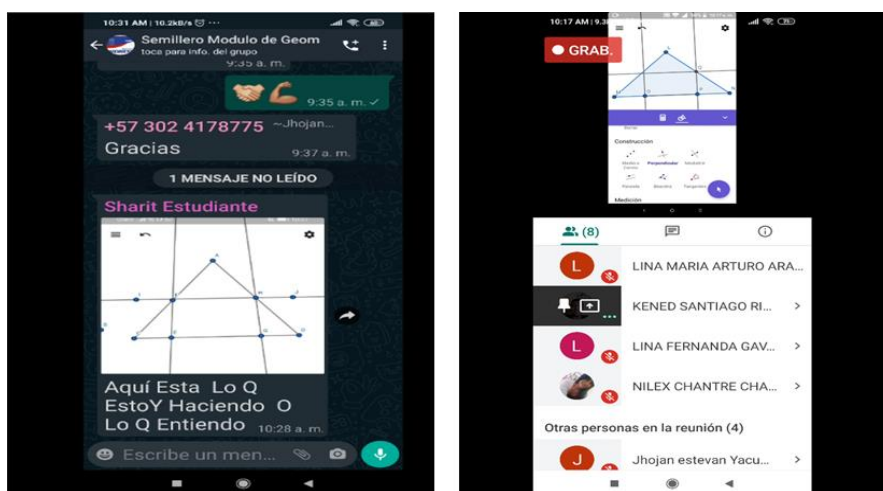 10:31 AM | 10.2kB/s
Semillero Modulo de Geom
toca para info. del grupo
9:35 a. m.
9:35 a. m.
+57 302 4178775 ~Jhojan...
Gracias
9:37 a. m.
1 MENSAJE NO LEÍDO
Sharit Estudiante
Aquí Esta Lo Q
EstoY Haciendo O
Lo Q Entiendo
10:28 a. m.
Escribe un men...
10:17 AM | 9.3
GRAB.
Construcción
Perpendicular
Mediatriz
Paralela
Bisectriz
Tangentes
Medición
(8)
LINA MARIA ARTURO ARA...
KENED SANTIAGO RI...
LINA FERNANDA GAV...
NILEX CHANTRE CHA...
Otras personas en la reunión (4)
Jhojan estevan Yacu...